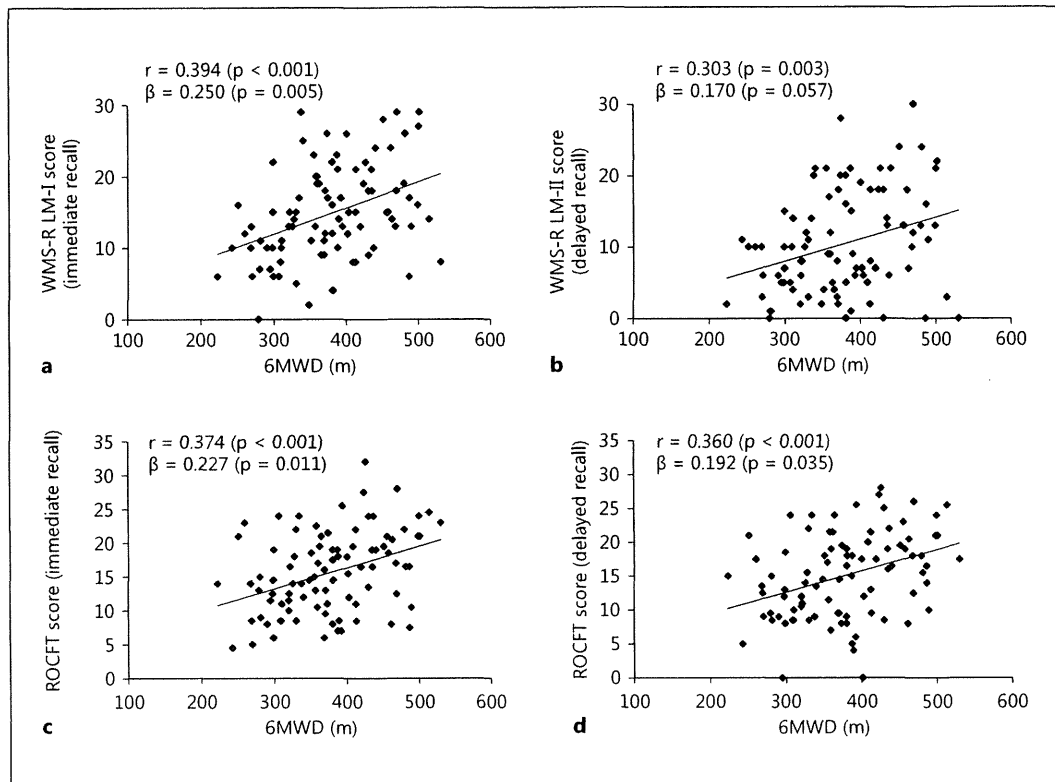 r = 0.394 (p < 0.001)
β = 0.250 (p = 0.005)
30
20
10
0
100
200
300
400
500
600
WMS-R LM-I score
(immediate recall)
6MWD (m)
a
r = 0.303 (p = 0.003)
β = 0.170 (p = 0.057)
30
20
10
0
100
200
300
400
500
600
WMS-R LM-II score
(delayed recall)
6MWD (m)
b
r = 0.374 (p < 0.001)
β = 0.227 (p = 0.011)
35
30
25
20
15
10
5
0
100
200
300
400
500
600
ROCFT score (immediate recall)
6MWD (m)
c
r = 0.360 (p < 0.001)
β = 0.192 (p = 0.035)
35
30
25
20
15
10
5
0
100
200
300
400
500
600
ROCFT score (delayed recall)
6MWD (m)
d